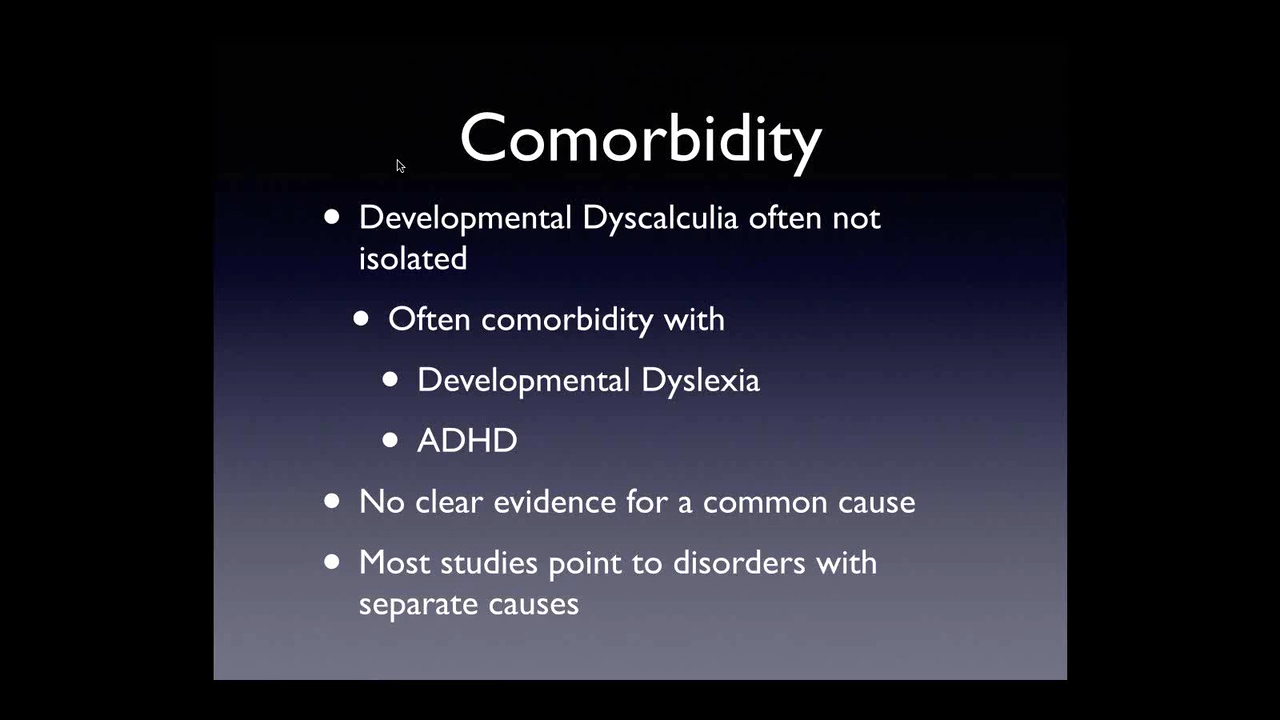 Comorbidity
• Developmental Dyscalculia often not
isolated
• Often comorbidity with
• Developmental Dyslexia
• ADHD
• No clear evidence for a common cause
• Most studies point to disorders with
separate causes